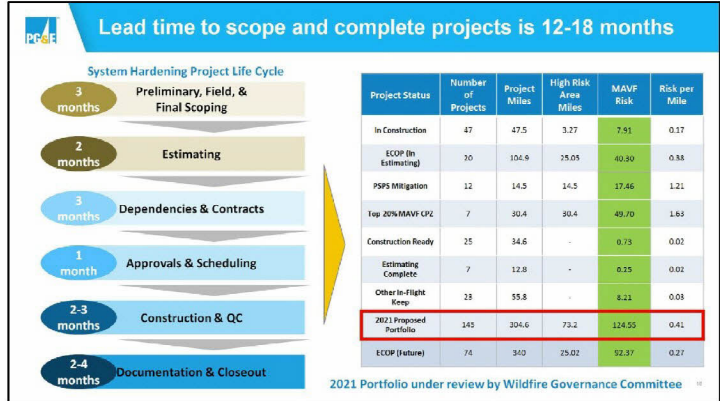 PG&E
Lead time to scope and complete projects is 12-18 months
System Hardening Project Life Cycle
3 months
Preliminary, Field, & Final Scoping
2 months
Estimating
3 months
Dependencies & Contracts
1 month
Approvals & Scheduling
2-3 months
Construction & QC
2-4 months
Documentation & Closeout
Project Status Number of Projects Project Miles High Risk Area Miles MAVF Risk Risk per Mile
In Construction 47 47.5 3.27 7.91 0.17
ECOP (In Estimating) 20 104.9 25.05 40.30 0.38
PSPS Mitigation 12 14.5 14.5 17.46 1.21
Top 20% MAVF CPZ 7 30.4 30.4 49.70 1.63
Construction Ready 25 34.6 - 0.73 0.02
Estimating Complete 7 12.8 - 0.25 0.02
Other In-Flight Keep 55.8 - 8.21 0.03
2021 Proposed Portfolio 304.6 73.2 124.55 0.41
ECOP (Future) 74 340 25.02 92.37 0.27
2021 Portfolio under review by Wildfire Governance Committee